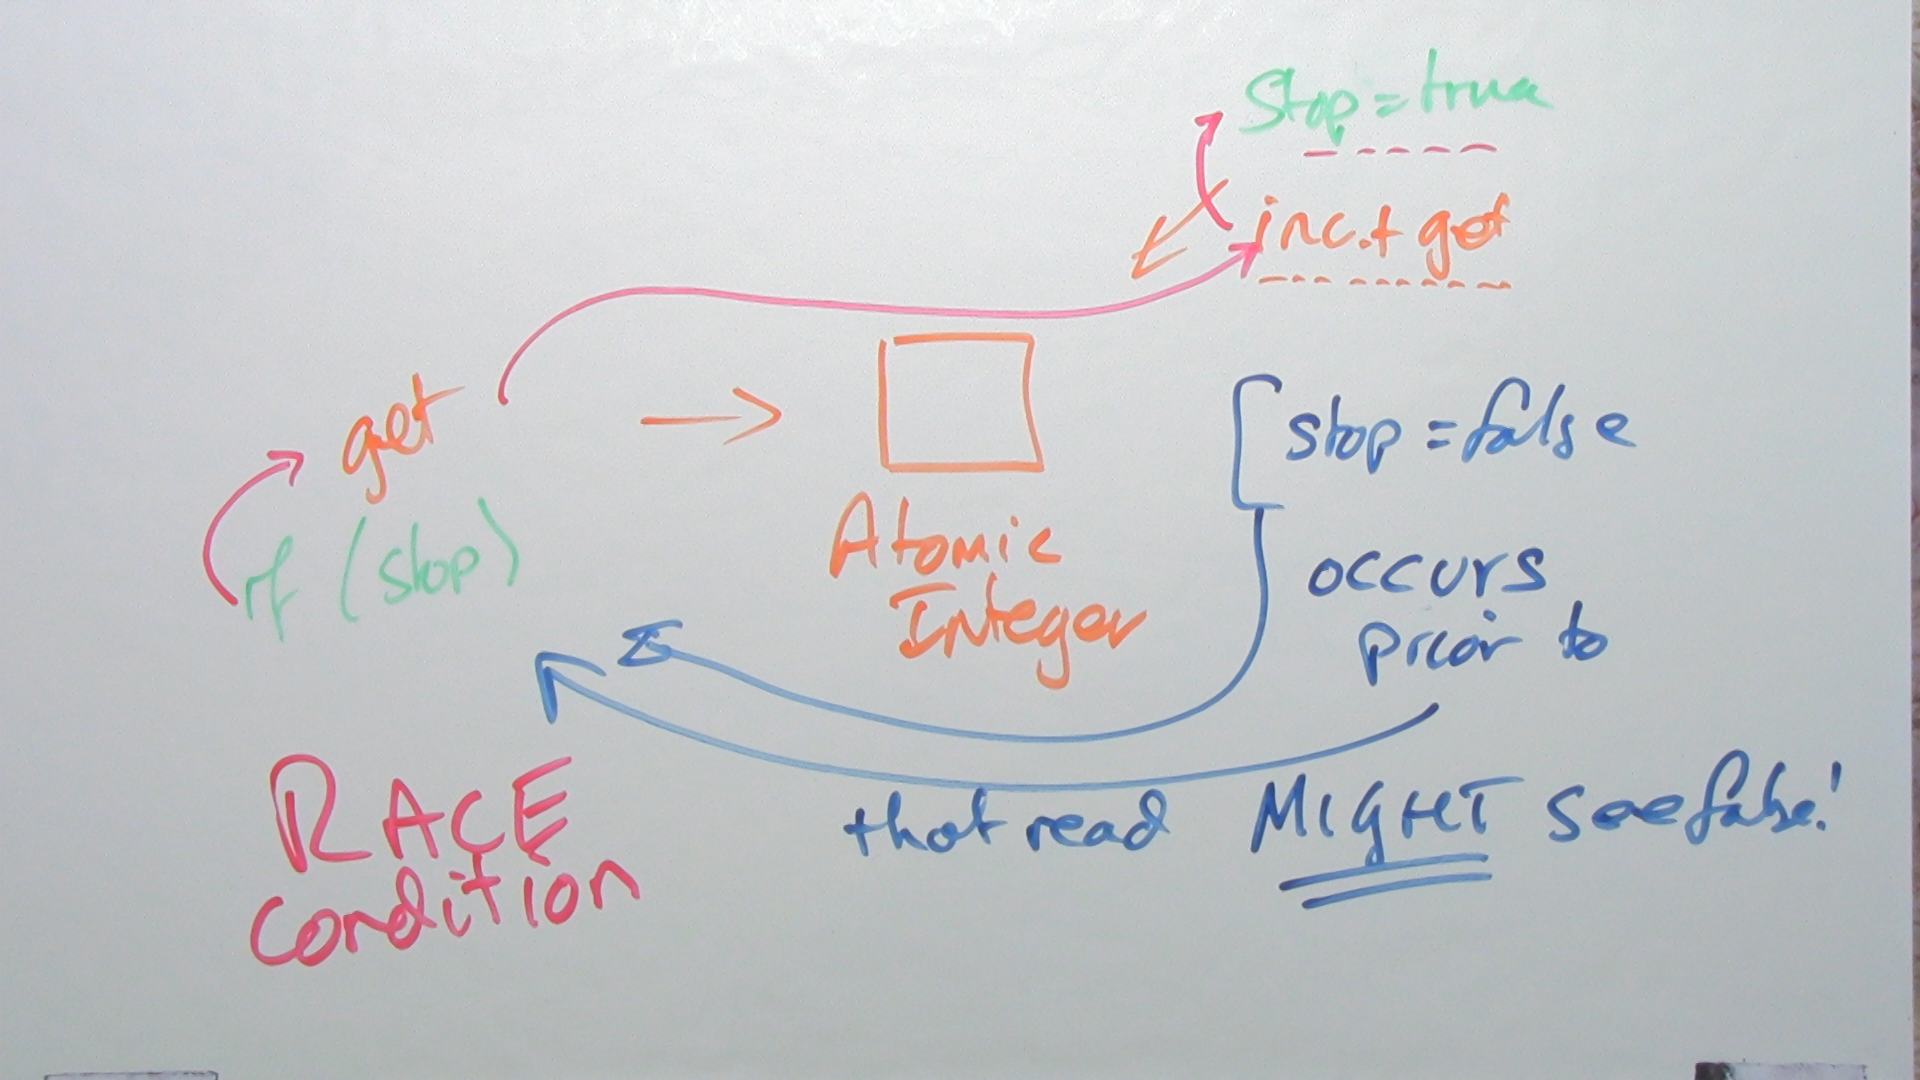 Stop = true
inc. + get
get
if (stop)
Atomic
Integer
stop = false
occurs
prior to
that read MIGHT see false!
RACE
condition